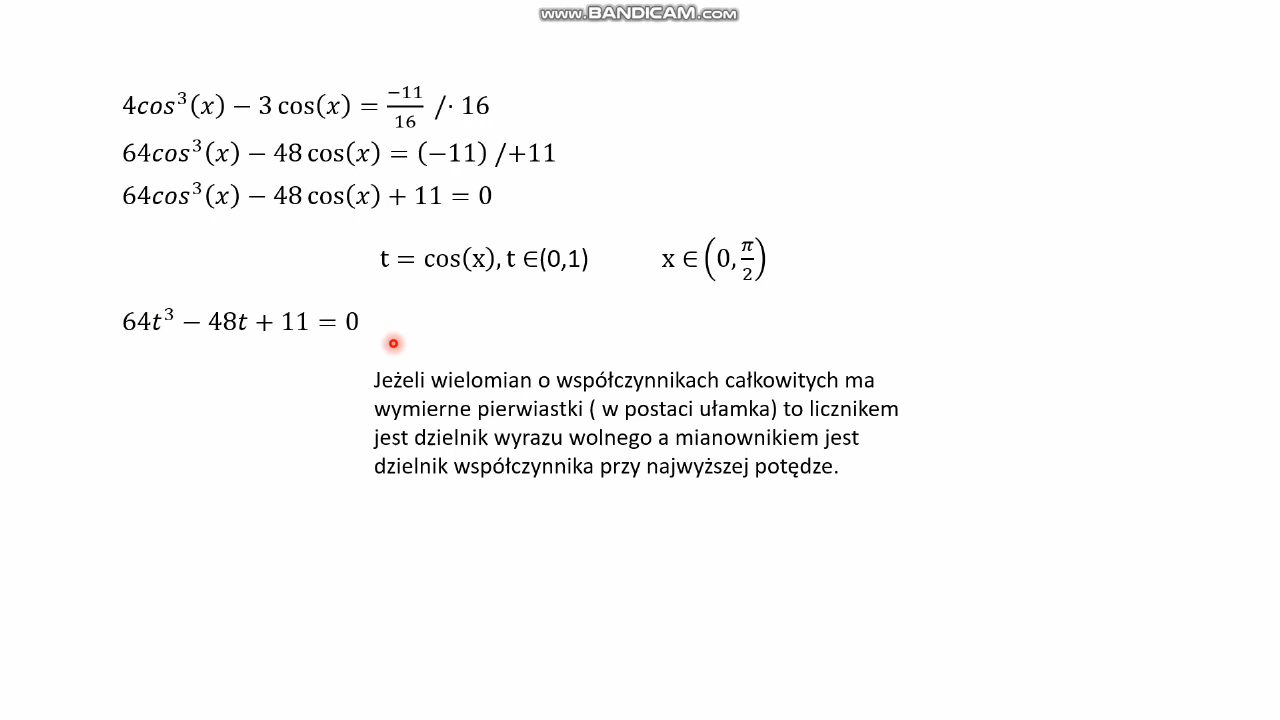 www.BANDICAM.com
4cos³(x) − 3 cos(x) = −11/16 /· 16
64cos³(x) − 48 cos(x) = (−11) /+11
64cos³(x) − 48 cos(x) + 11 = 0
t = cos(x), t ∈(0,1) x ∈ (0, π/2)
64t³ − 48t + 11 = 0
Jeżeli wielomian o współczynnikach całkowitych ma
wymierne pierwiastki ( w postaci ułamka) to licznikem
jest dzielnik wyrazu wolnego a mianownikiem jest
dzielnik współczynnika przy najwyższej potędze.